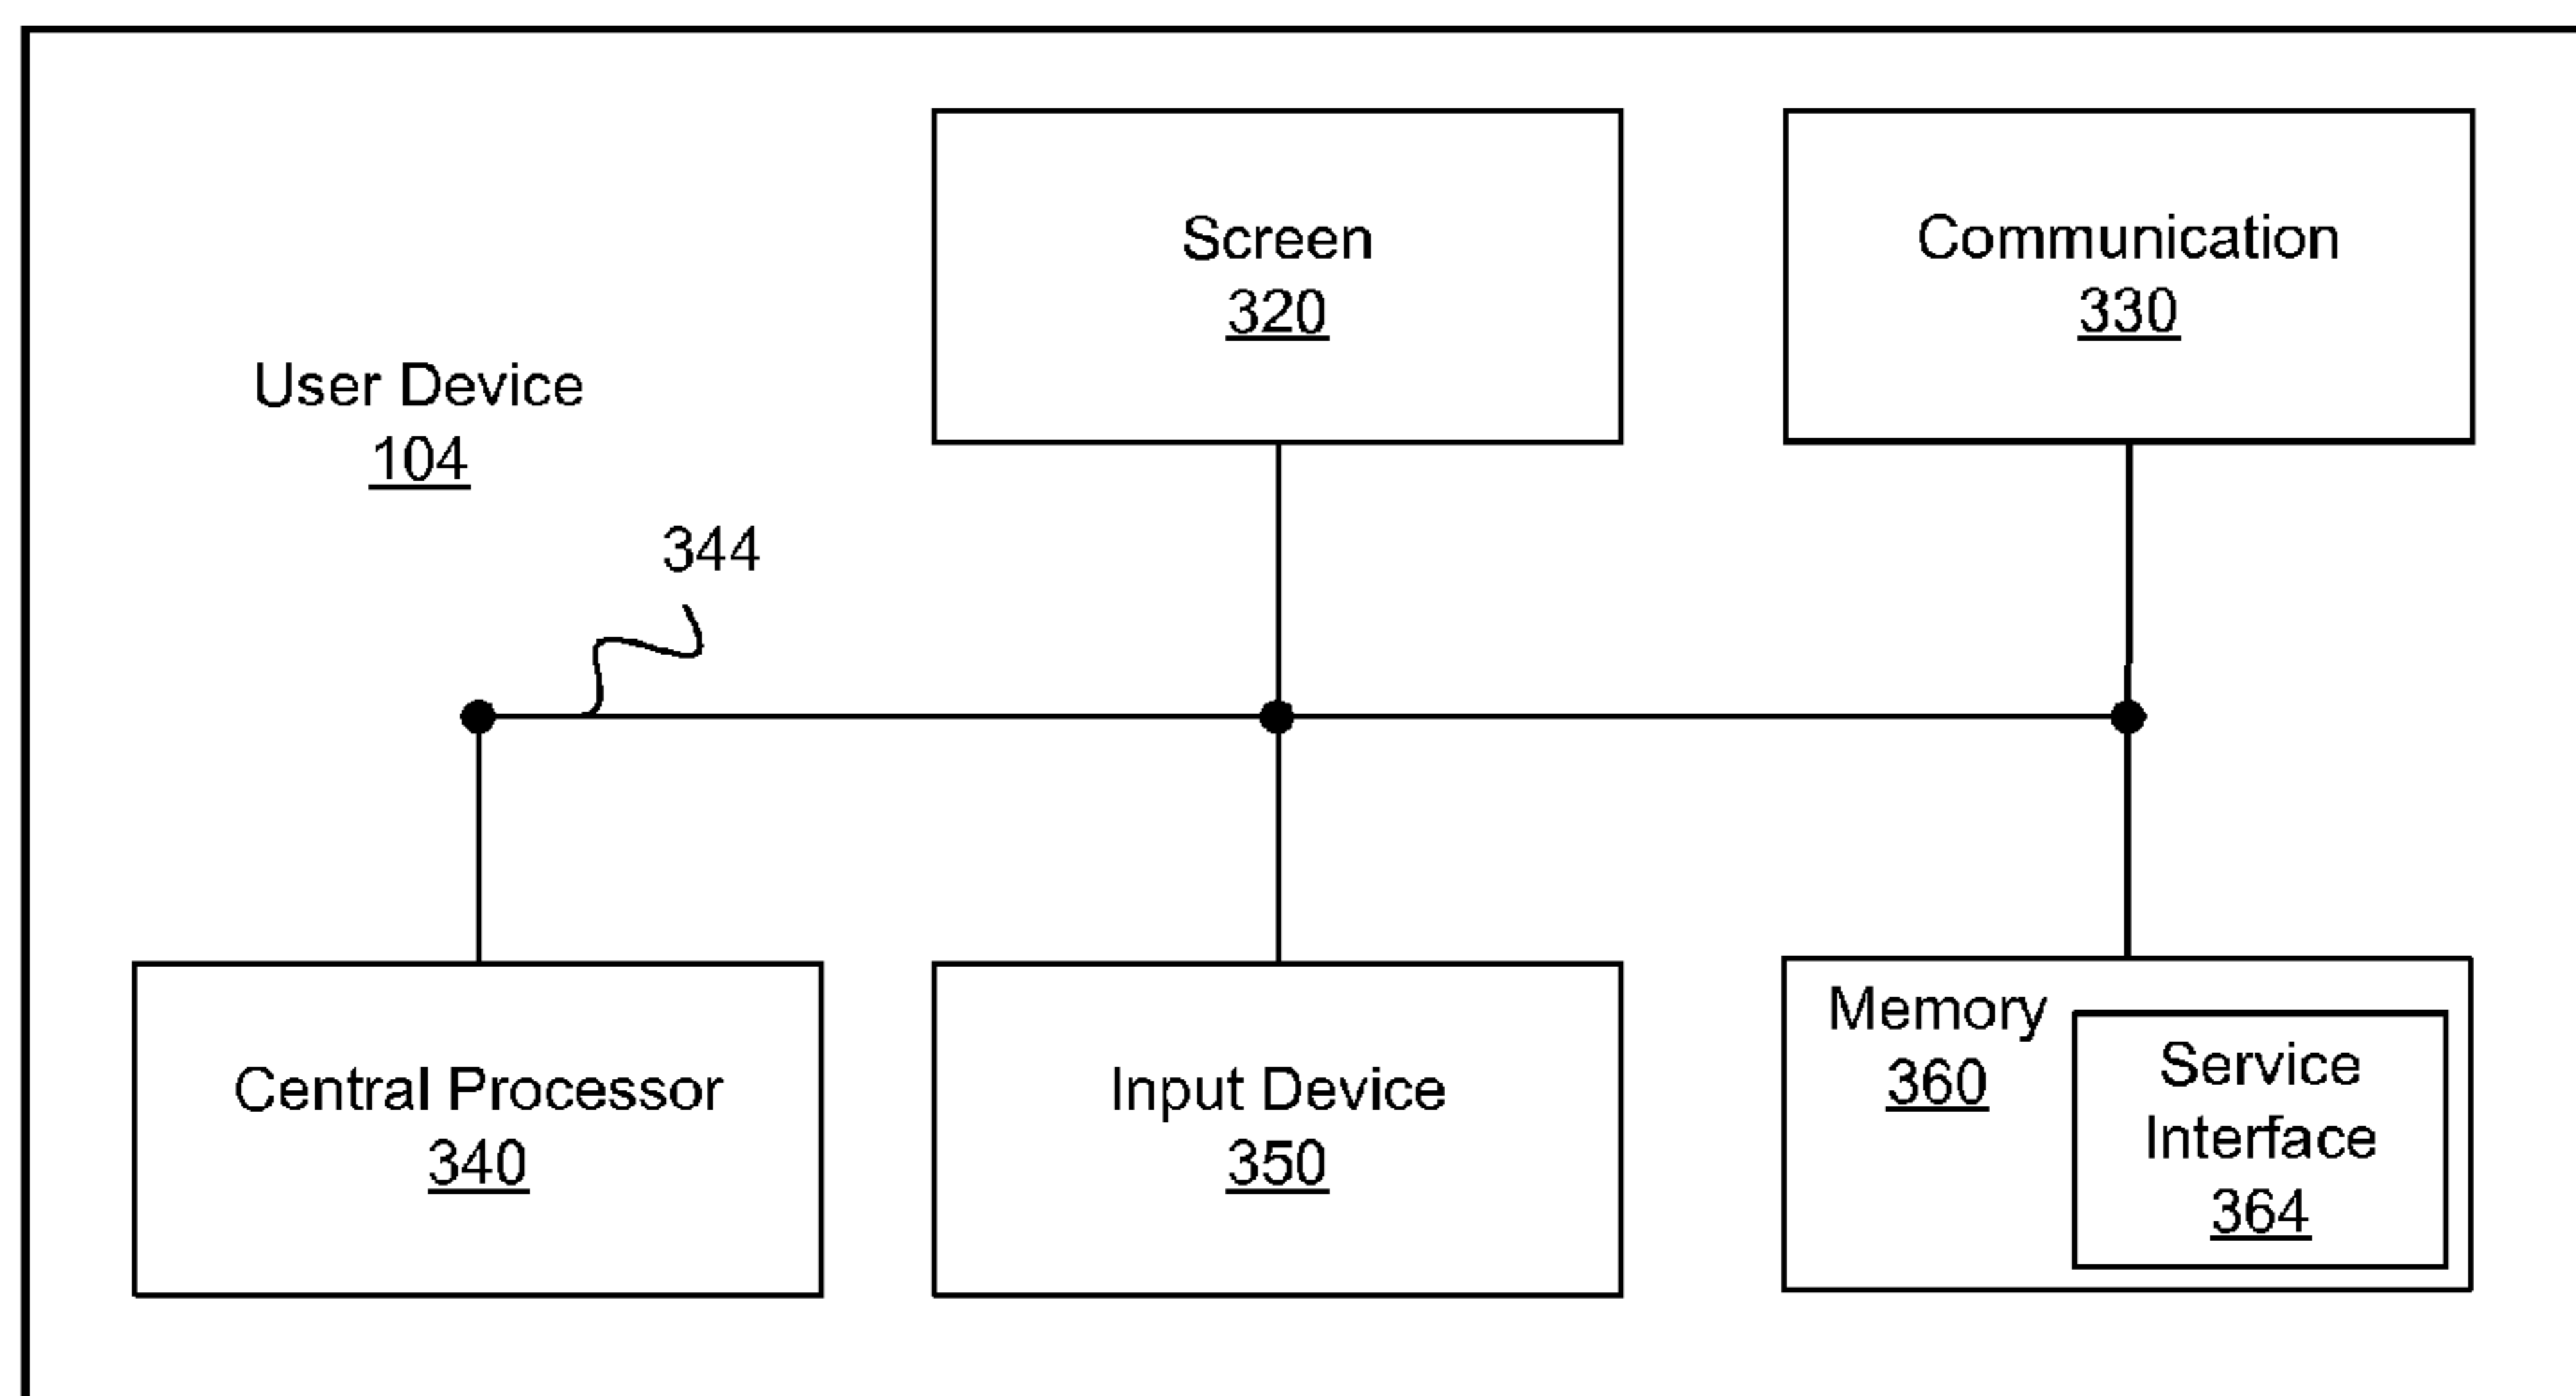 Screen
320
Communication
330
User Device
104
344
Central Processor
340
Input Device
350
Memory
360
Service
Interface
364